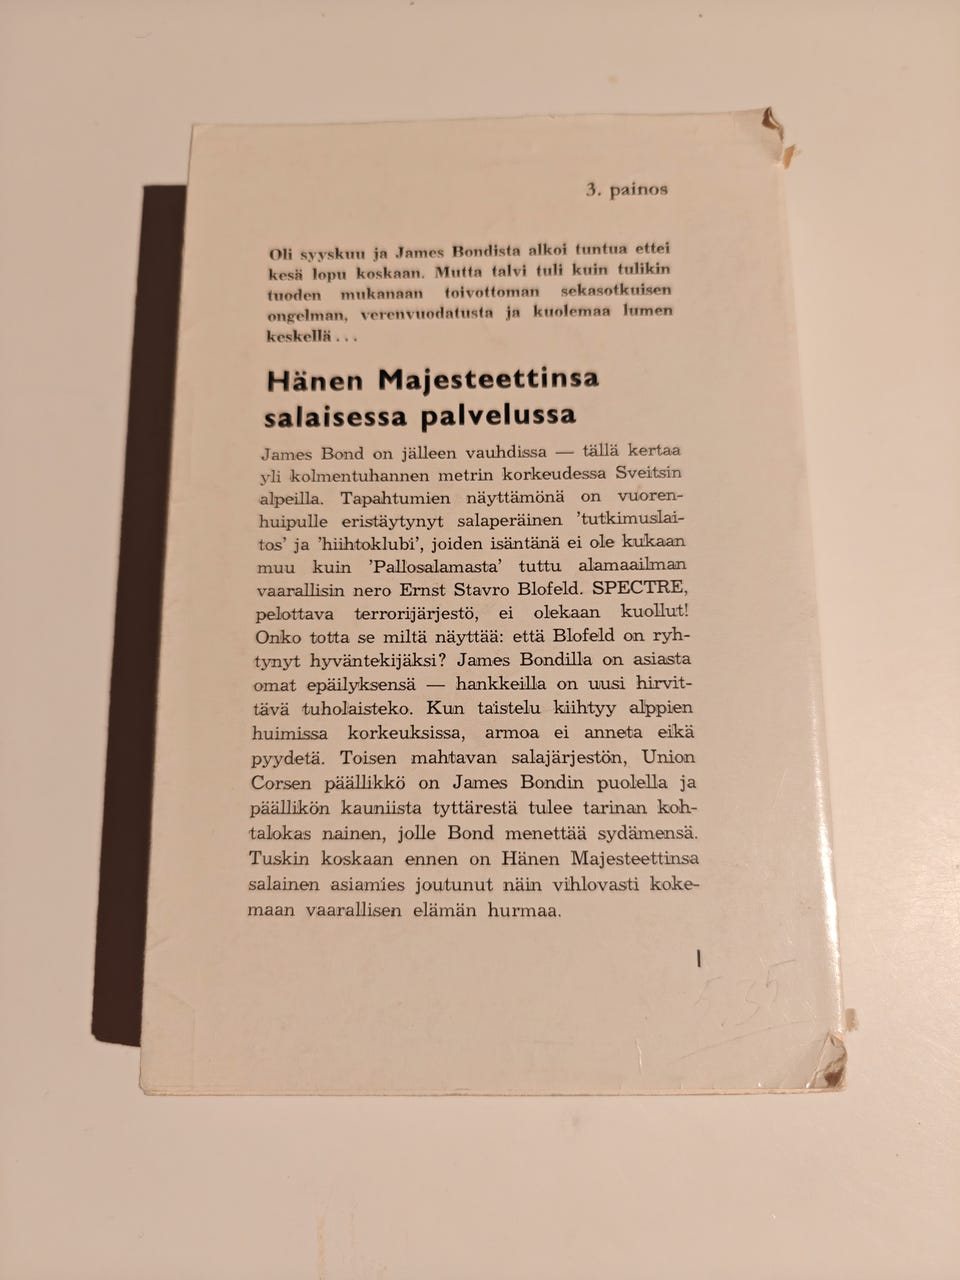 3. painos
Oli syyskuu ja James Bondista alkoi tuntua ettei
kesä lopu koskaan. Mutta talvi tuli kuin tulikin
tuoden mukanaan toivottoman sekasotkuisen
ongelman, verenvuodatusta ja kuolemaa lumen
keskellä . . .
Hänen Majesteettinsa
salaisessa palvelussa
James Bond on jälleen vauhdissa — tällä kertaa
yli kolmentuhannen metrin korkeudessa Sveitsin
alpeilla. Tapahtumien näyttämönä on vuoren-
huipulle eristäytynyt salaperäinen 'tutkimuslai-
tos' ja 'hiihtoklubi', joiden isäntänä ei ole kukaan
muu kuin 'Pallosalamasta' tuttu alamaailman
vaarallisin nero Ernst Stavro Blofeld. SPECTRE,
pelottava terrorijärjestö, ei olekaan kuollut!
Onko totta se miltä näyttää: että Blofeld on ryh-
tynyt hyväntekijäksi? James Bondilla on asiasta
omat epäilyksensä — hankkeilla on uusi hirvit-
tävä tuholaisteko. Kun taistelu kiihtyy alppien
huimissa korkeuksissa, armoa ei anneta eikä
pyydetä. Toisen mahtavan salajärjestön, Union
Corsen päällikkö on James Bondin puolella ja
päällikön kauniista tyttärestä tulee tarinan koh-
talokas nainen, jolle Bond menettää sydämensä.
Tuskin koskaan ennen on Hänen Majesteettinsa
salainen asiamies joutunut näin vihlovasti koke-
maan vaarallisen elämän hurmaa.